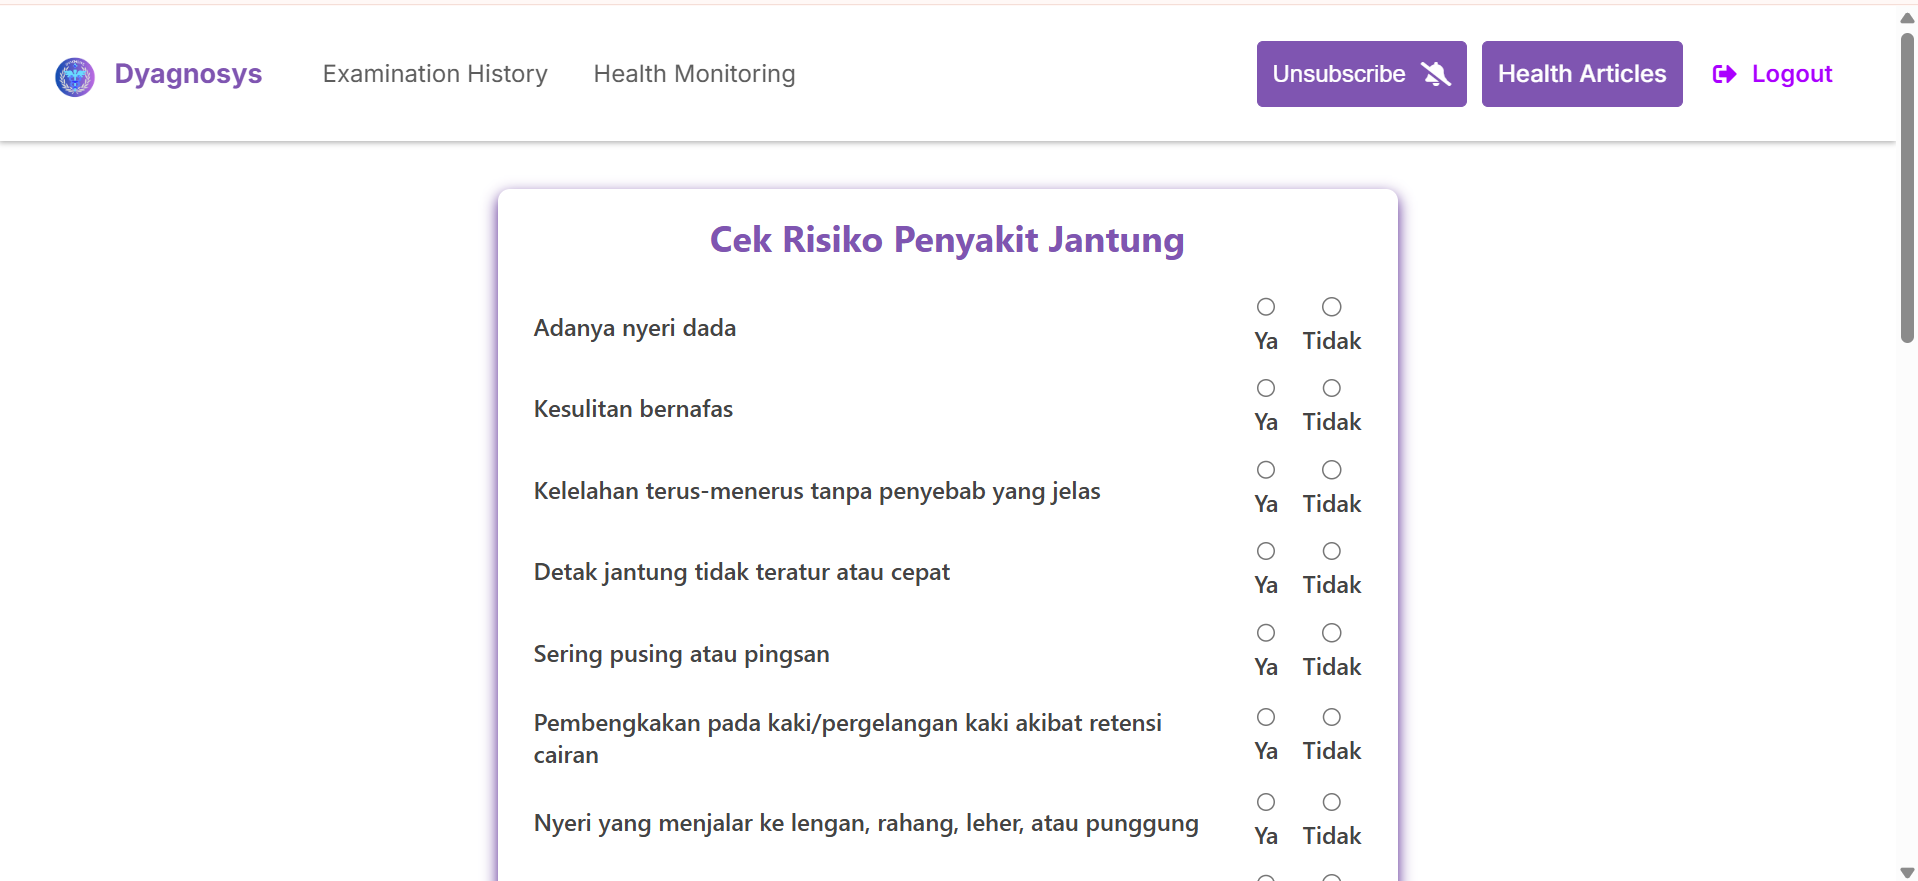 Dyagnosys
Examination History
Health Monitoring
Unsubscribe
Health Articles
Logout
Cek Risiko Penyakit Jantung
Adanya nyeri dada
Ya Tidak
Kesulitan bernafas
Ya Tidak
Kelelahan terus-menerus tanpa penyebab yang jelas
Ya Tidak
Detak jantung tidak teratur atau cepat
Ya Tidak
Sering pusing atau pingsan
Ya Tidak
Pembengkakan pada kaki/pergelangan kaki akibat retensi
cairan
Ya Tidak
Nyeri yang menjalar ke lengan, rahang, leher, atau punggung
Ya Tidak